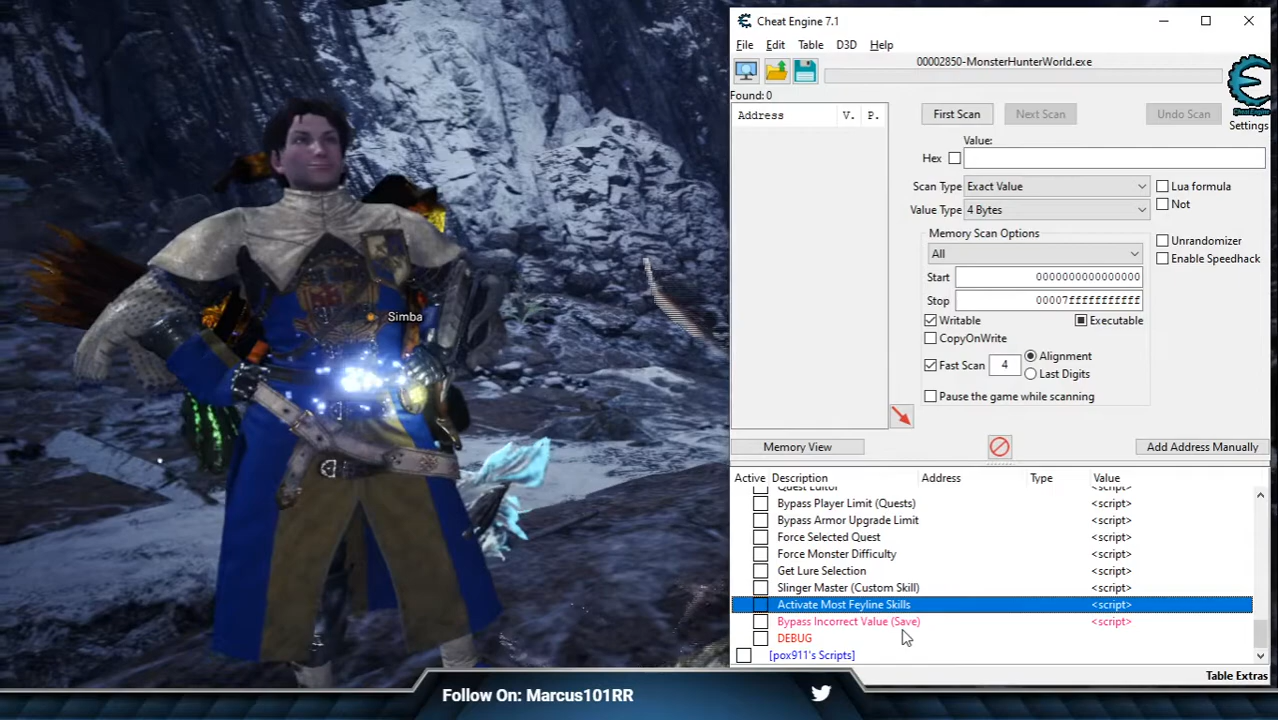 Cheat Engine 7.1
File Edit Table D3D Help
00002850-MonsterHunterWorld.exe
Found: 0
Address V. P.
First Scan Next Scan Undo Scan
Cheat Engine
Settings
Value:
Hex
Scan Type Exact Value Lua formula
Not
Value Type 4 Bytes
Memory Scan Options
All
Unrandomizer
Enable Speedhack
Start 0000000000000000
Stop 00007fffffffffff
Writable Executable
CopyOnWrite
Fast Scan 4 Alignment
Last Digits
Pause the game while scanning
Memory View Add Address Manually
Active Description Address Type Value
Quest Editor <script>
Bypass Player Limit (Quests) <script>
Bypass Armor Upgrade Limit <script>
Force Selected Quest <script>
Force Monster Difficulty <script>
Get Lure Selection <script>
Slinger Master (Custom Skill) <script>
Activate Most Feyline Skills <script>
Bypass Incorrect Value (Save) <script>
DEBUG
[pox911's Scripts]
Table Extras
Simba
Follow On: Marcus101RR